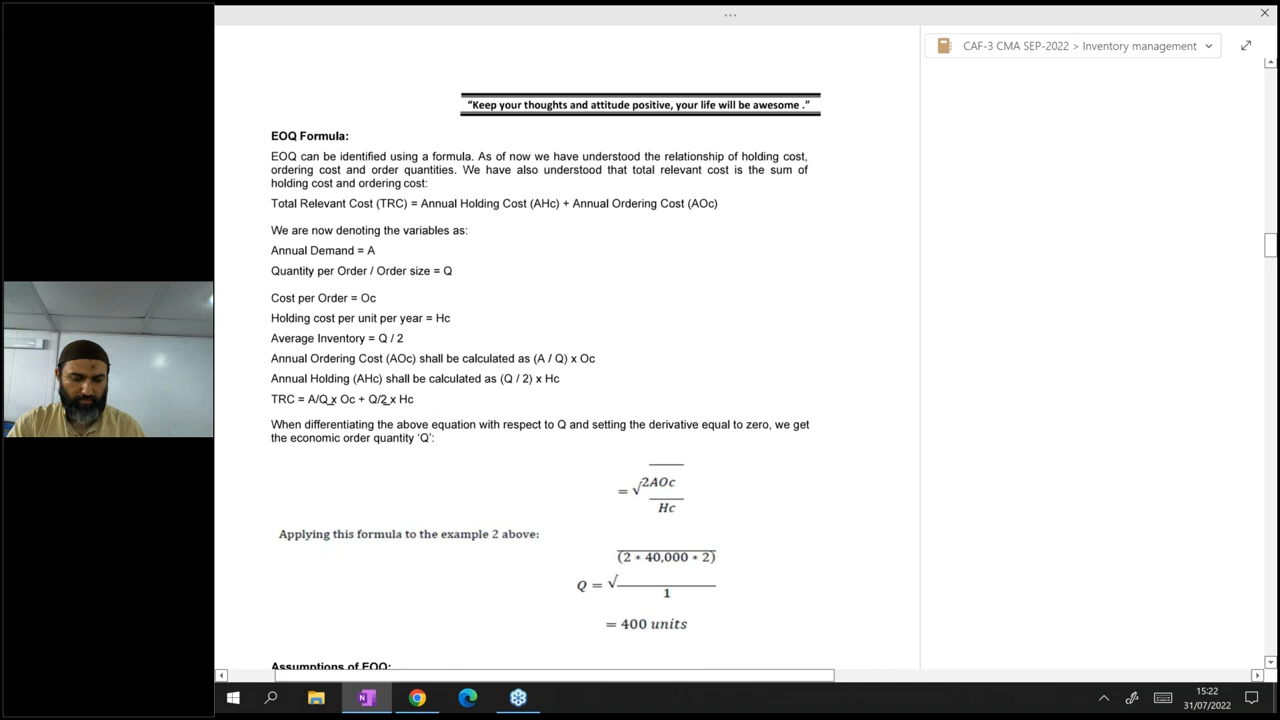 CAF-3 CMA SEP-2022 > Inventory management
“Keep your thoughts and attitude positive, your life will be awesome .”
EOQ Formula:
EOQ can be identified using a formula. As of now we have understood the relationship of holding cost,
ordering cost and order quantities. We have also understood that total relevant cost is the sum of
holding cost and ordering cost:
Total Relevant Cost (TRC) = Annual Holding Cost (AHc) + Annual Ordering Cost (AOc)
We are now denoting the variables as:
Annual Demand = A
Quantity per Order / Order size = Q
Cost per Order = Oc
Holding cost per unit per year = Hc
Average Inventory = Q / 2
Annual Ordering Cost (AOc) shall be calculated as (A / Q) x Oc
Annual Holding (AHc) shall be calculated as (Q / 2) x Hc
TRC = A/Q x Oc + Q/2 x Hc
When differentiating the above equation with respect to Q and setting the derivative equal to zero, we get
the economic order quantity ‘Q’:
= √2AOc
Hc
Applying this formula to the example 2 above:
(2 * 40,000 * 2)
Q = √
1
= 400 units
Assumptions of EOQ:
15:22
31/07/2022